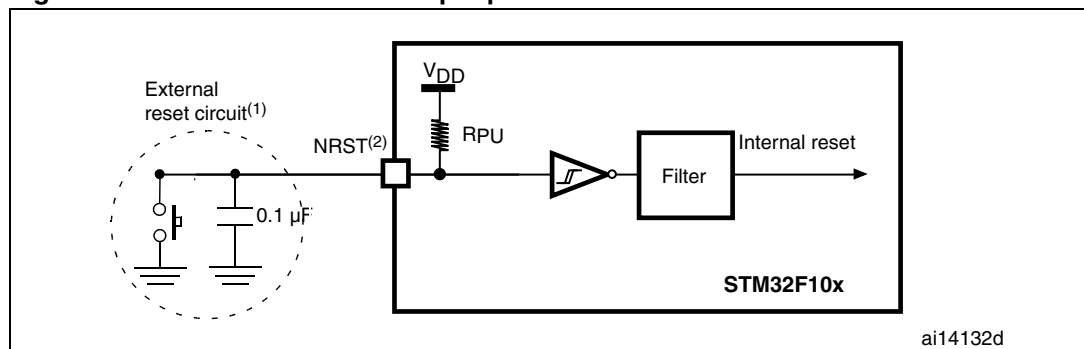 External
reset circuit(1)
VDD
RPU
NRST(2)
Internal reset
Filter
0.1 µF
STM32F10x
ai14132d